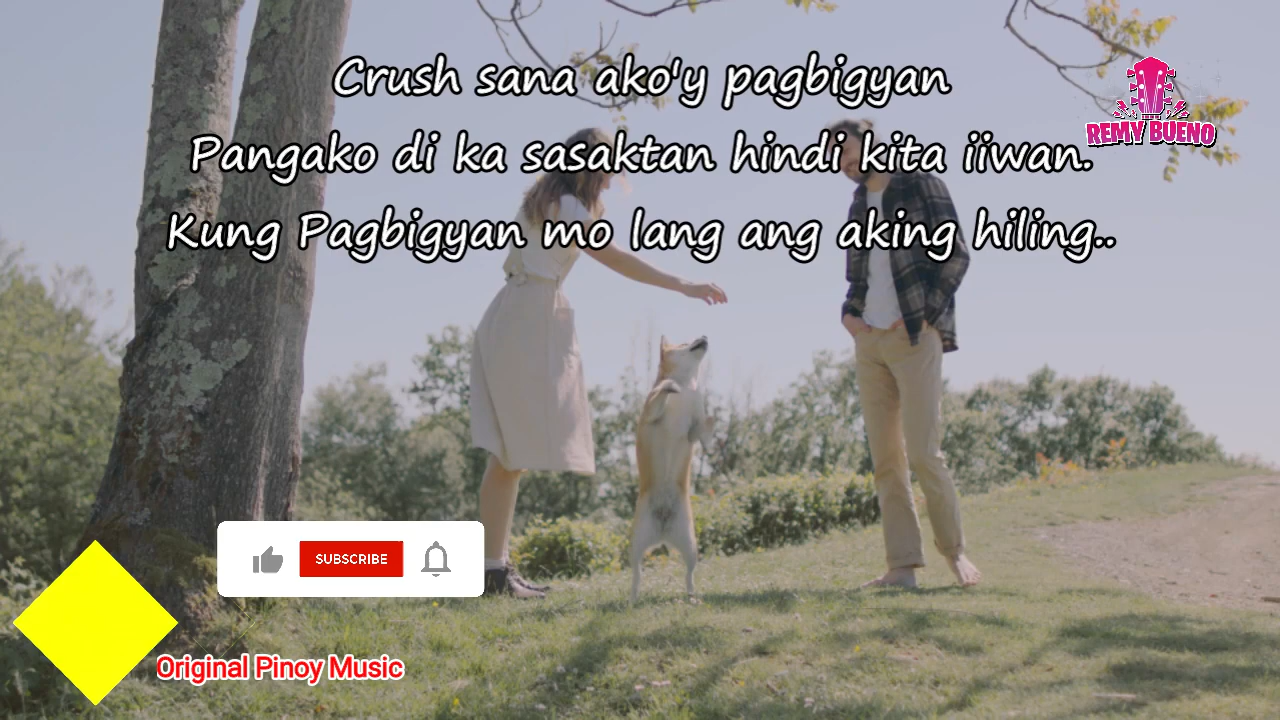 Crush sana ako'y pagbigyan
REMY BUENO
Pangako di ka sasaktan hindi kita iiwan.
Kung Pagbigyan mo lang ang aking hiling..
SUBSCRIBE
Original Pinoy Music